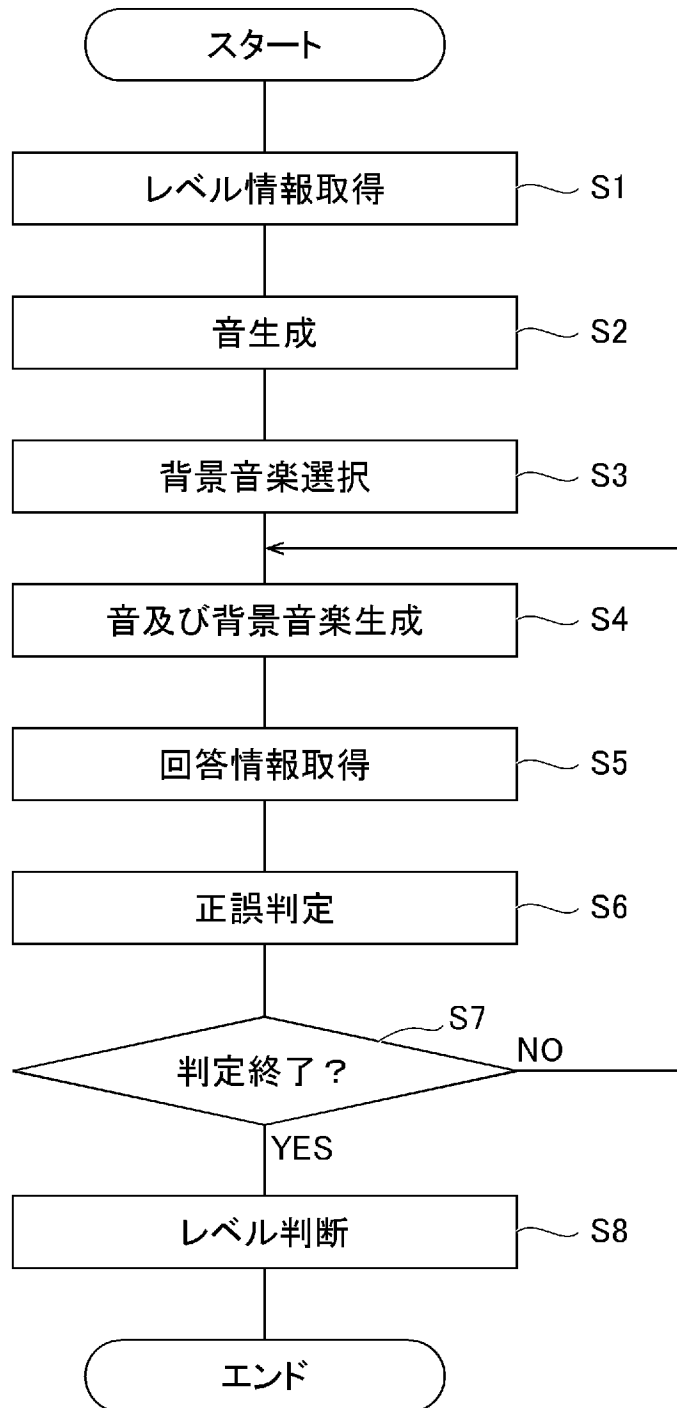 スタート
レベル情報取得
S1
音生成
S2
背景音楽選択
S3
音及び背景音楽生成
S4
回答情報取得
S5
正誤判定
S6
S7
判定終了？
NO
YES
レベル判断
S8
エンド